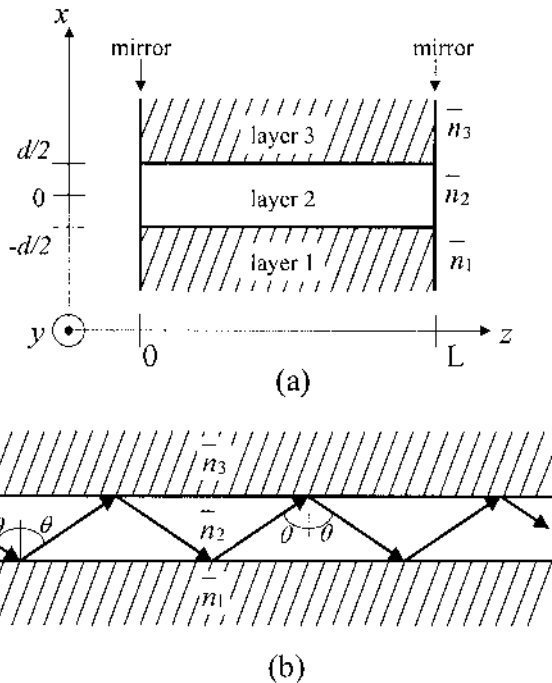 x
mirror mirror
layer 3 n̅3
d/2
0 layer 2 n̅2
-d/2
layer 1 n̅1
y 0 L z
(a)
n̅3
θ θ n̅2 θ θ
n̅1
(b)